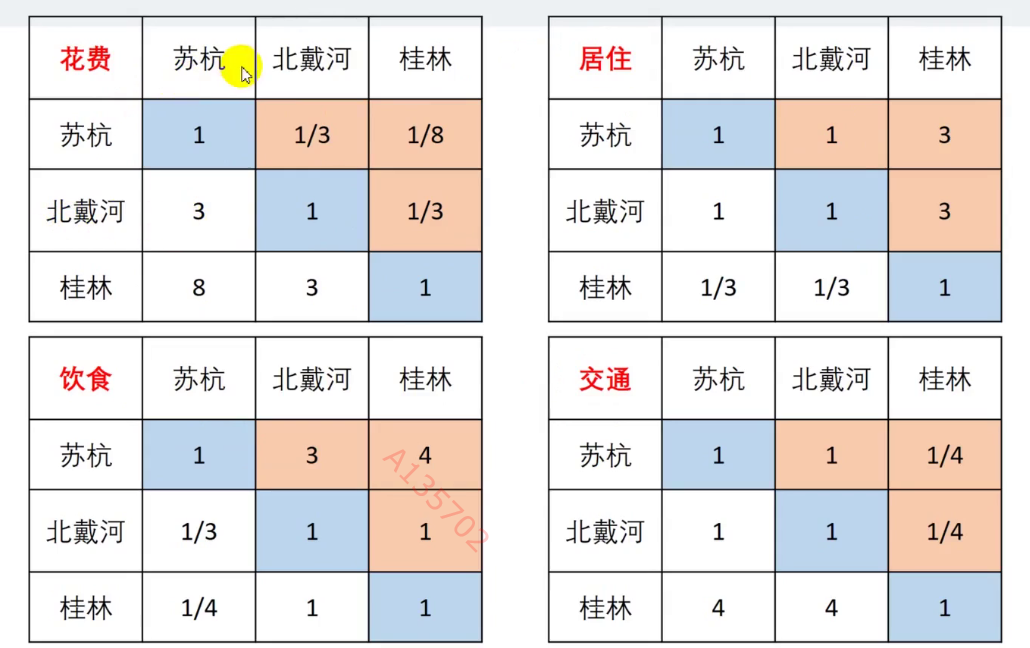 花费 苏杭 北戴河 桂林
苏杭 1 1/3 1/8
北戴河 3 1 1/3
桂林 8 3 1
居住 苏杭 北戴河 桂林
苏杭 1 1 3
北戴河 1 1 3
桂林 1/3 1/3 1
饮食 苏杭 北戴河 桂林
苏杭 1 3 4
北戴河 1/3 1 1
桂林 1/4 1 1
A135702
交通 苏杭 北戴河 桂林
苏杭 1 1 1/4
北戴河 1 1 1/4
桂林 4 4 1